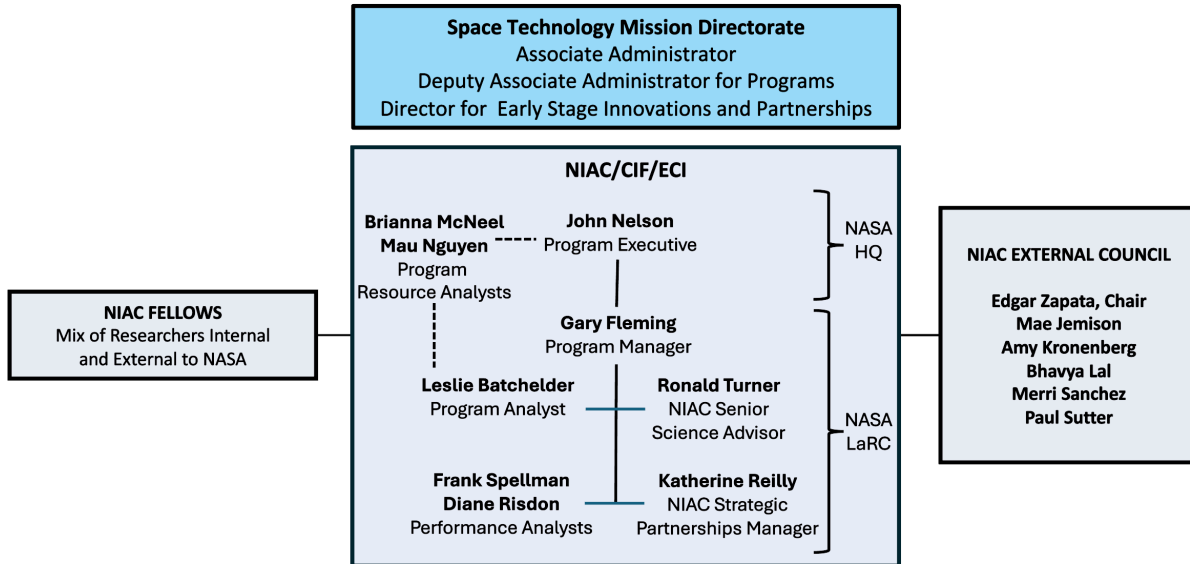 Space Technology Mission Directorate
Associate Administrator
Deputy Associate Administrator for Programs
Director for Early Stage Innovations and Partnerships
NIAC/CIF/ECI
Brianna McNeel
Mau Nguyen
Program
Resource Analysts
John Nelson
Program Executive
NASA
HQ
Gary Fleming
Program Manager
Leslie Batchelder
Program Analyst
Ronald Turner
NIAC Senior
Science Advisor
NASA
LaRC
Frank Spellman
Diane Risdon
Performance Analysts
Katherine Reilly
NIAC Strategic
Partnerships Manager
NIAC FELLOWS
Mix of Researchers Internal
and External to NASA
NIAC EXTERNAL COUNCIL
Edgar Zapata, Chair
Mae Jemison
Amy Kronenberg
Bhavya Lal
Merri Sanchez
Paul Sutter